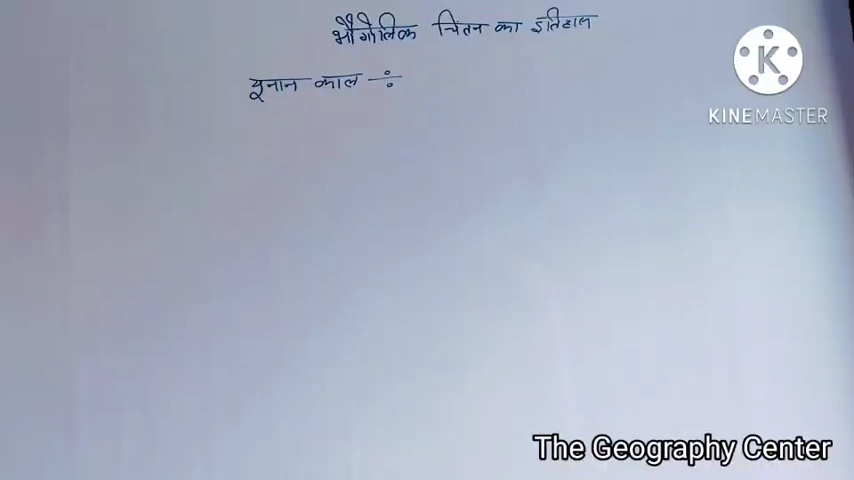 भौगोलिक चिंतन का इतिहास
यूनान काल ÷
K
KINEMASTER
The Geography Center